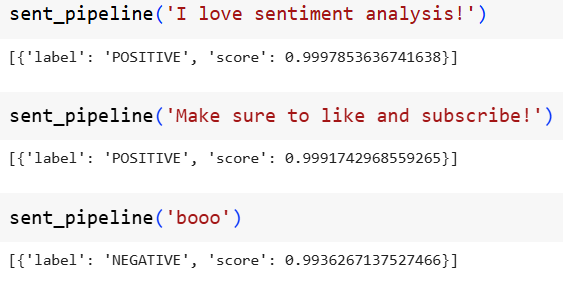 sent_pipeline('I love sentiment analysis!')
[{'label': 'POSITIVE', 'score': 0.9997853636741638}]
sent_pipeline('Make sure to like and subscribe!')
[{'label': 'POSITIVE', 'score': 0.9991742968559265}]
sent_pipeline('booo')
[{'label': 'NEGATIVE', 'score': 0.9936267137527466}]